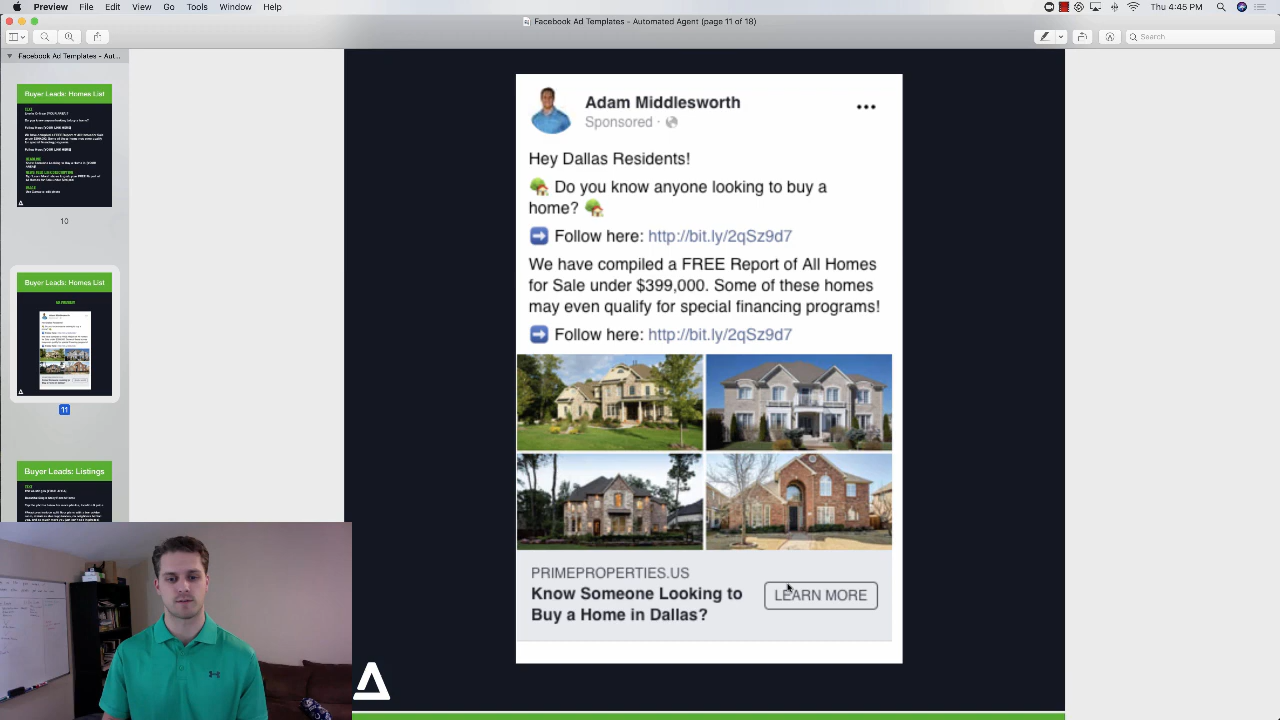 Preview File Edit View Go Tools Window Help
Facebook Ad Templates - Automated Agent (page 11 of 18)
Search
Facebook Ad Templates - Aut...
Buyer Leads: Homes List
10
Buyer Leads: Homes List
11
Buyer Leads: Listings
Adam Middlesworth
Sponsored ·
Hey Dallas Residents!
Do you know anyone looking to buy a
home?
Follow here: http://bit.ly/2qSz9d7
We have compiled a FREE Report of All Homes
for Sale under $399,000. Some of these homes
may even qualify for special financing programs!
Follow here: http://bit.ly/2qSz9d7
PRIMEPROPERTIES.US
Know Someone Looking to
Buy a Home in Dallas?
LEARN MORE